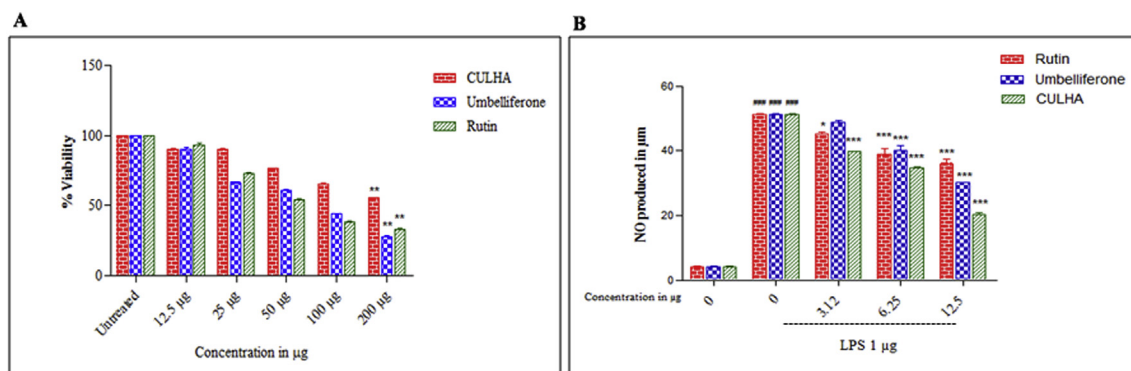 A
150
100
50
0
% Viability
CULHA
Umbelliferone
Rutin
**
**
**
Untreated
12.5 µg
25 µg
50 µg
100 µg
200 µg
Concentration in µg
B
60
40
20
0
NO produced in µm
Rutin
Umbelliferone
CULHA
### ### ###
*
***
*** ***
***
***
***
***
Concentration in µg
0
0
3.12
6.25
12.5
LPS 1 µg